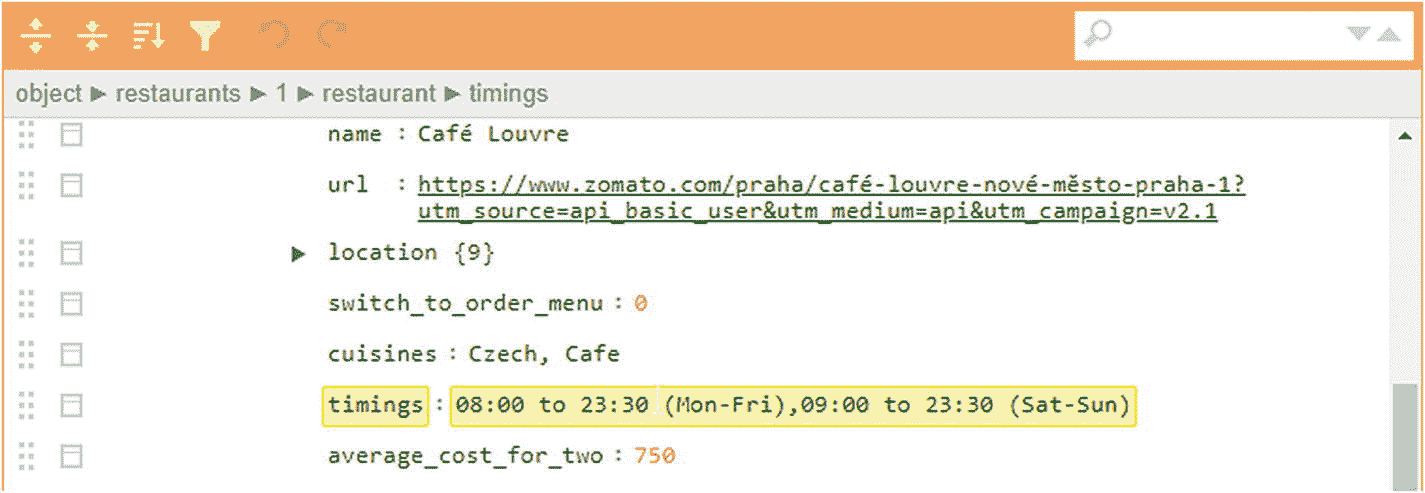 object ▶ restaurants ▶ 1 ▶ restaurant ▶ timings
name : Café Louvre
url : https://www.zomato.com/praha/café-louvre-nové-město-praha-1?
utm_source=api_basic_user&utm_medium=api&utm_campaign=v2.1
▶ location {9}
switch_to_order_menu : 0
cuisines : Czech, Cafe
timings : 08:00 to 23:30 (Mon-Fri),09:00 to 23:30 (Sat-Sun)
average_cost_for_two : 750